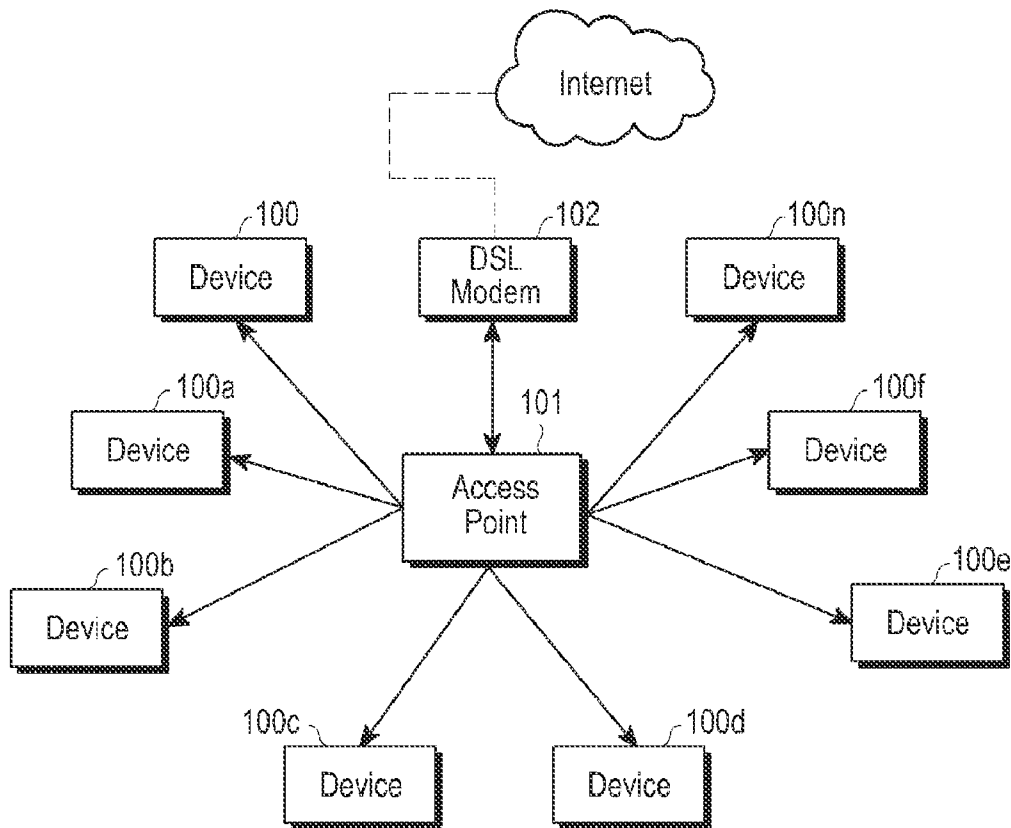 Internet
100
Device
102
DSL
Modem
100n
Device
100a
Device
101
Access
Point
100f
Device
100b
Device
100e
Device
100c
Device
100d
Device